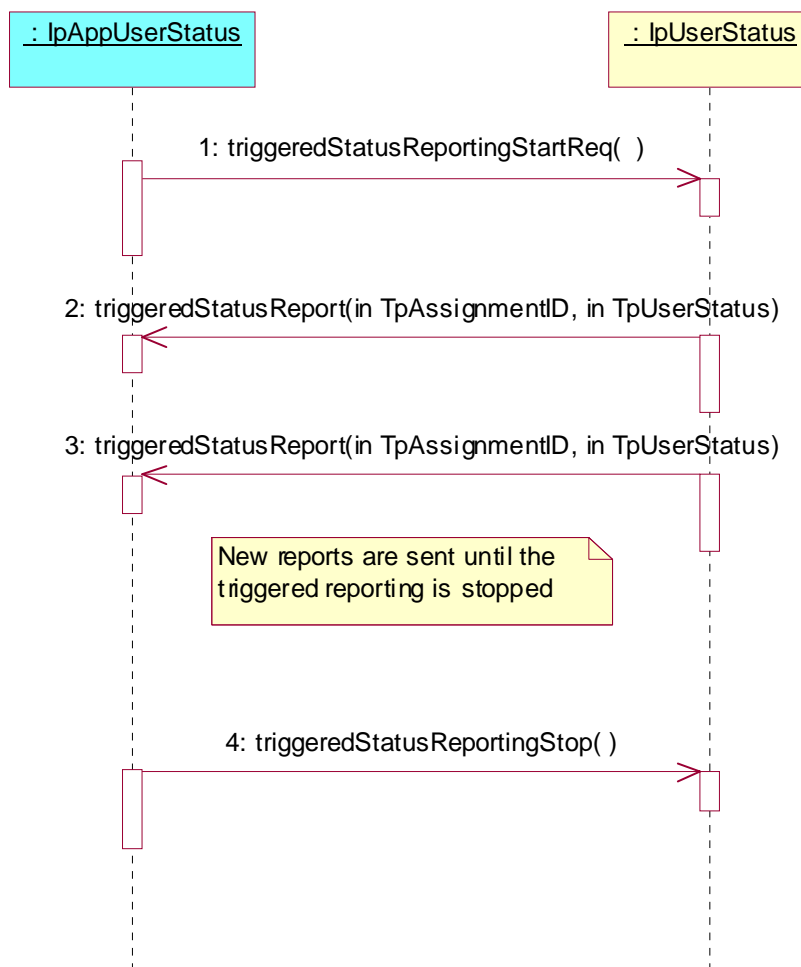 : IpAppUserStatus
: IpUserStatus
1: triggeredStatusReportingStartReq( )
2: triggeredStatusReport(in TpAssignmentID, in TpUserStatus)
3: triggeredStatusReport(in TpAssignmentID, in TpUserStatus)
New reports are sent until the
triggered reporting is stopped
4: triggeredStatusReportingStop( )